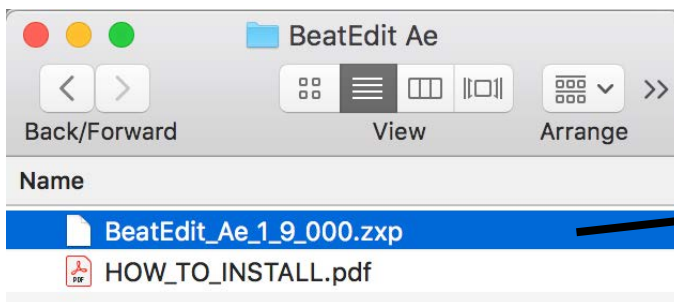 BeatEdit Ae
Back/Forward View Arrange
Name
BeatEdit_Ae_1_9_000.zxp
HOW_TO_INSTALL.pdf